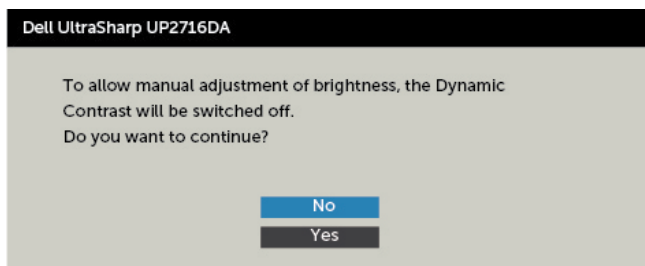 Dell UltraSharp UP2716DA
To allow manual adjustment of brightness, the Dynamic
Contrast will be switched off.
Do you want to continue?
No
Yes